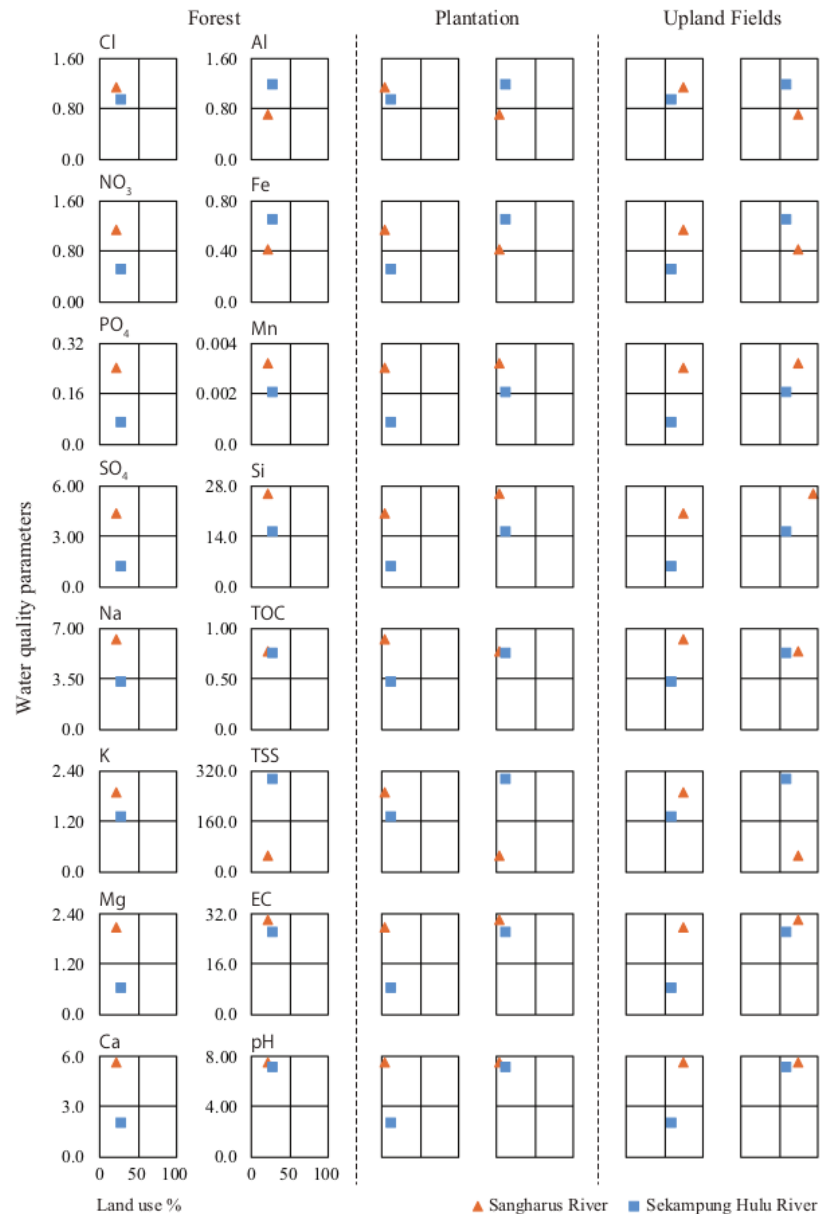 Forest Plantation Upland Fields
Cl Al
1.60
0.80
0.0
NO3 Fe
1.60 0.80
0.80 0.40
0.00 0.0
PO4 Mn
0.32 0.004
0.16 0.002
0.0 0.0
SO4 Si
6.00 28.0
3.00 14.0
0.0 0.0
Na TOC
7.00 1.00
3.50 0.50
0.0 0.0
K TSS
2.40 320.0
1.20 160.0
0.0 0.0
Mg EC
2.40 32.0
1.20 16.0
0.0 0.0
Ca pH
6.0 8.00
3.0 4.00
0.0 0.0
0 50 100 0 50 100
Water quality parameters
Land use % Sangharus River Sekampung Hulu River